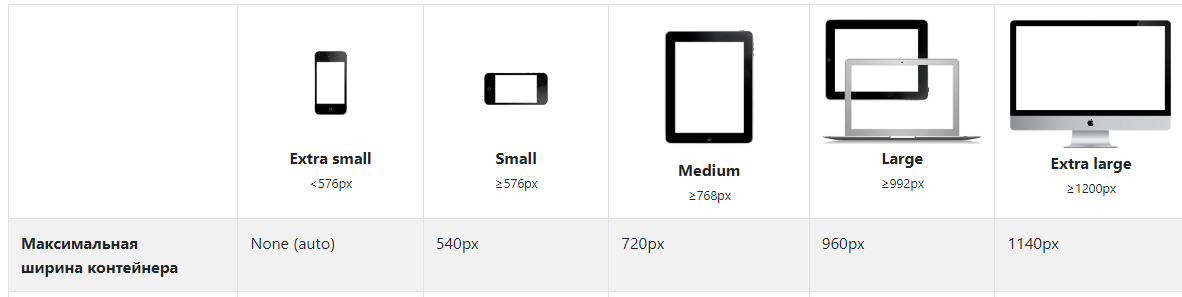 Extra small
<576px
Small
≥576px
Medium
≥768px
Large
≥992px
Extra large
≥1200px
Максимальная
ширина контейнера
None (auto)
540px
720px
960px
1140px